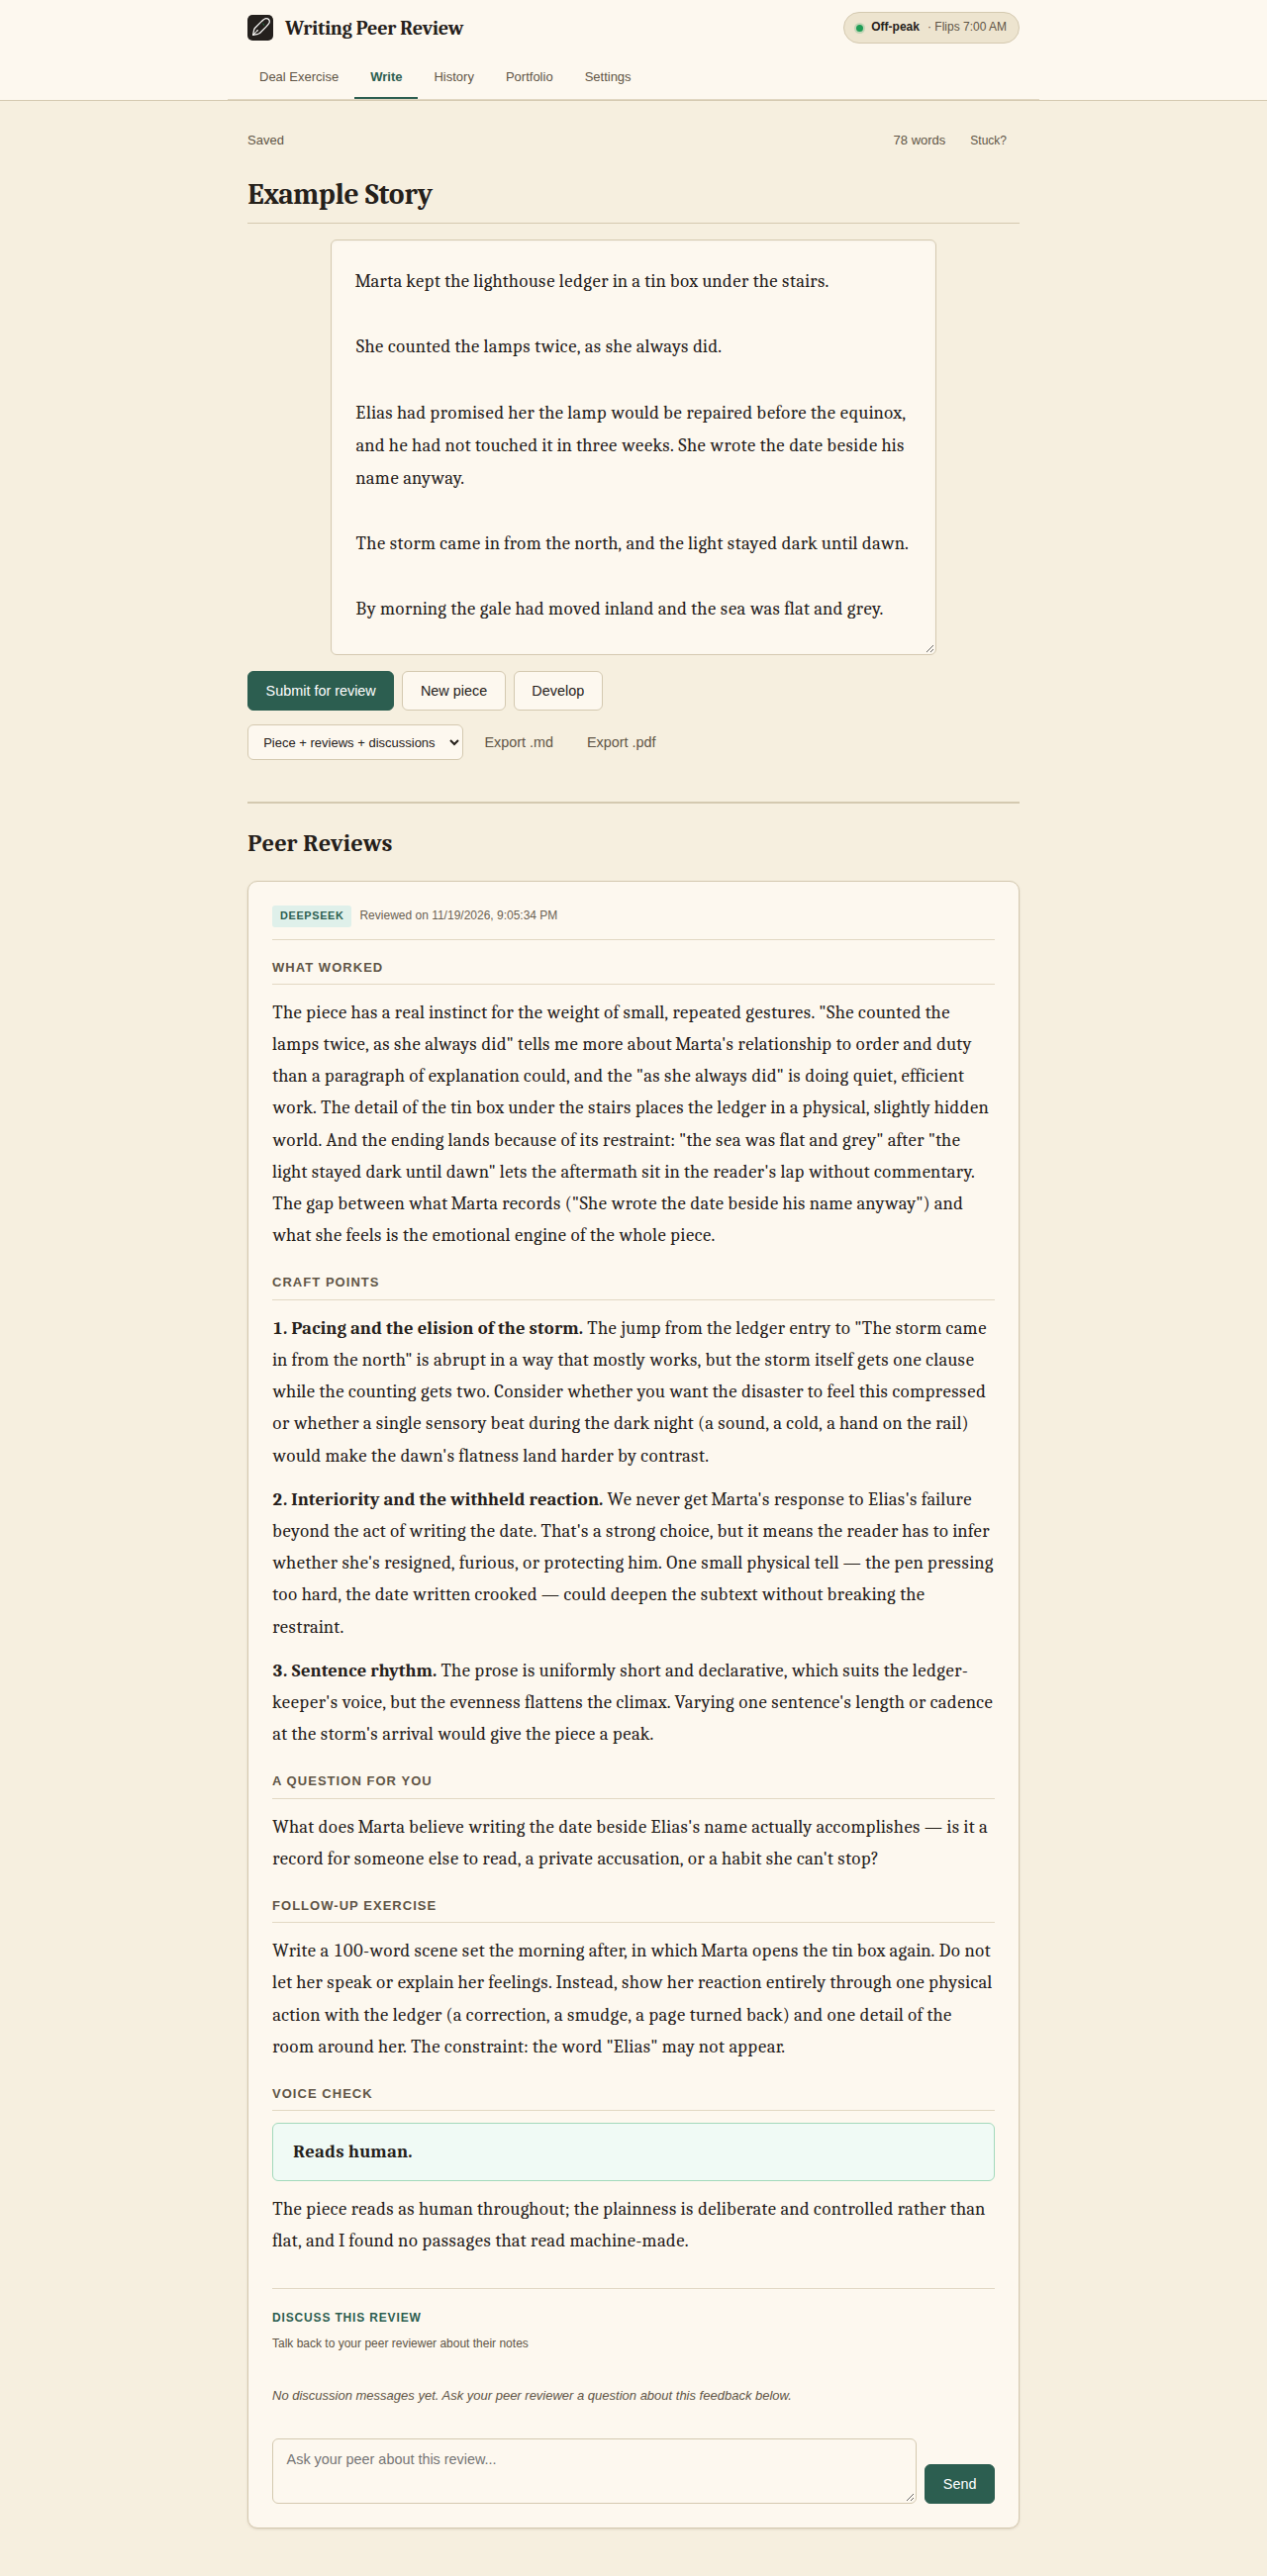 Writing Peer Review
Off-peak · Flips 7:00 AM
Deal Exercise
Write
History
Portfolio
Settings
Saved
78 words
Stuck?
Example Story
Marta kept the lighthouse ledger in a tin box under the stairs.
She counted the lamps twice, as she always did.
Elias had promised her the lamp would be repaired before the equinox,
and he had not touched it in three weeks. She wrote the date beside his
name anyway.
The storm came in from the north, and the light stayed dark until dawn.
By morning the gale had moved inland and the sea was flat and grey.
Submit for review
New piece
Develop
Piece + reviews + discussions
Export .md
Export .pdf
Peer Reviews
DEEPSEEK
Reviewed on 11/19/2026, 9:05:34 PM
WHAT WORKED
The piece has a real instinct for the weight of small, repeated gestures. "She counted the
lamps twice, as she always did" tells me more about Marta's relationship to order and duty
than a paragraph of explanation could, and the "as she always did" is doing quiet, efficient
work. The detail of the tin box under the stairs places the ledger in a physical, slightly hidden
world. And the ending lands because of its restraint: "the sea was flat and grey" after "the
light stayed dark until dawn" lets the aftermath sit in the reader's lap without commentary.
The gap between what Marta records ("She wrote the date beside his name anyway") and
what she feels is the emotional engine of the whole piece.
CRAFT POINTS
1. Pacing and the elision of the storm. The jump from the ledger entry to "The storm came
in from the north" is abrupt in a way that mostly works, but the storm itself gets one clause
while the counting gets two. Consider whether you want the disaster to feel this compressed
or whether a single sensory beat during the dark night (a sound, a cold, a hand on the rail)
would make the dawn's flatness land harder by contrast.
2. Interiority and the withheld reaction. We never get Marta's response to Elias's failure
beyond the act of writing the date. That's a strong choice, but it means the reader has to infer
whether she's resigned, furious, or protecting him. One small physical tell — the pen pressing
too hard, the date written crooked — could deepen the subtext without breaking the
restraint.
3. Sentence rhythm. The prose is uniformly short and declarative, which suits the ledger-
keeper's voice, but the evenness flattens the climax. Varying one sentence's length or cadence
at the storm's arrival would give the piece a peak.
A QUESTION FOR YOU
What does Marta believe writing the date beside Elias's name actually accomplishes — is it a
record for someone else to read, a private accusation, or a habit she can't stop?
FOLLOW-UP EXERCISE
Write a 100-word scene set the morning after, in which Marta opens the tin box again. Do not
let her speak or explain her feelings. Instead, show her reaction entirely through one physical
action with the ledger (a correction, a smudge, a page turned back) and one detail of the
room around her. The constraint: the word "Elias" may not appear.
VOICE CHECK
Reads human.
The piece reads as human throughout; the plainness is deliberate and controlled rather than
flat, and I found no passages that read machine-made.
DISCUSS THIS REVIEW
Talk back to your peer reviewer about their notes
No discussion messages yet. Ask your peer reviewer a question about this feedback below.
Ask your peer about this review...
Send